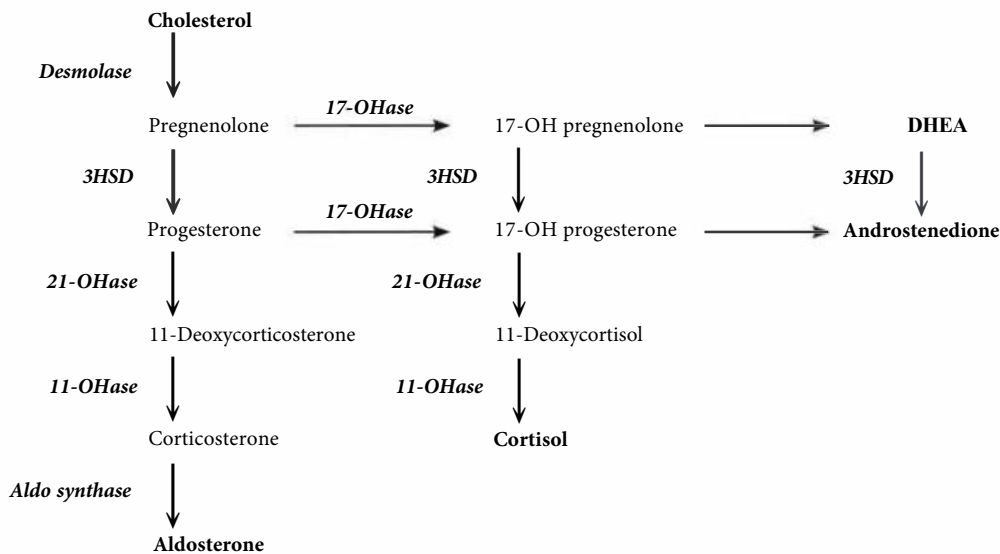 Cholesterol
Desmolase
17-OHase
Pregnenolone
17-OH pregnenolone
DHEA
3HSD
3HSD
3HSD
17-OHase
Progesterone
17-OH progesterone
Androstenedione
21-OHase
21-OHase
11-Deoxycorticosterone
11-Deoxycortisol
11-OHase
11-OHase
Corticosterone
Cortisol
Aldo synthase
Aldosterone